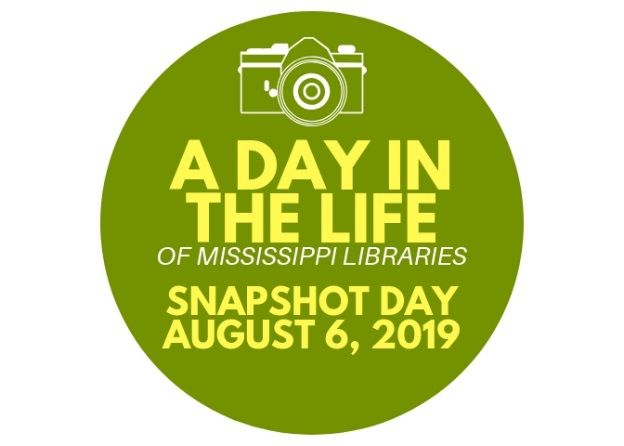 A DAY IN
THE LIFE
OF MISSISSIPPI LIBRARIES
SNAPSHOT DAY
AUGUST 6, 2019